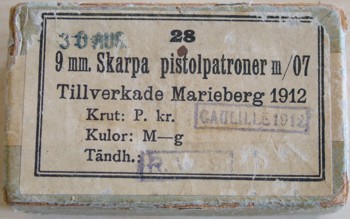 28
30 AUG.
9 mm. Skarpa pistolpatroner m/07
Tillverkade Marieberg 1912
Krut: P. kr.
CAULILLE 1912
Kulor: M—g
Tändh.: